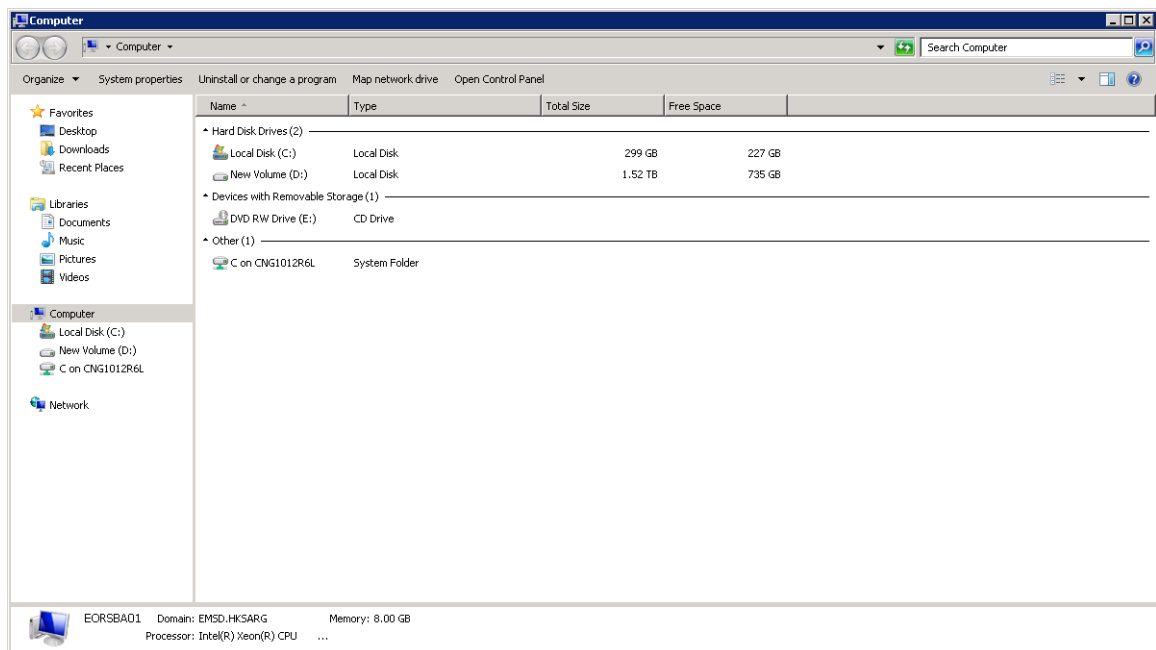 Computer
Computer
Search Computer
Organize
System properties
Uninstall or change a program
Map network drive
Open Control Panel
Favorites
Desktop
Downloads
Recent Places
Libraries
Documents
Music
Pictures
Videos
Computer
Local Disk (C:)
New Volume (D:)
C on CNG1012R6L
Network
Name Type Total Size Free Space
Hard Disk Drives (2)
Local Disk (C:) Local Disk 299 GB 227 GB
New Volume (D:) Local Disk 1.52 TB 735 GB
Devices with Removable Storage (1)
DVD RW Drive (E:) CD Drive
Other (1)
C on CNG1012R6L System Folder
EORSBA01 Domain: EMSD.HKSARG Memory: 8.00 GB
Processor: Intel(R) Xeon(R) CPU ...